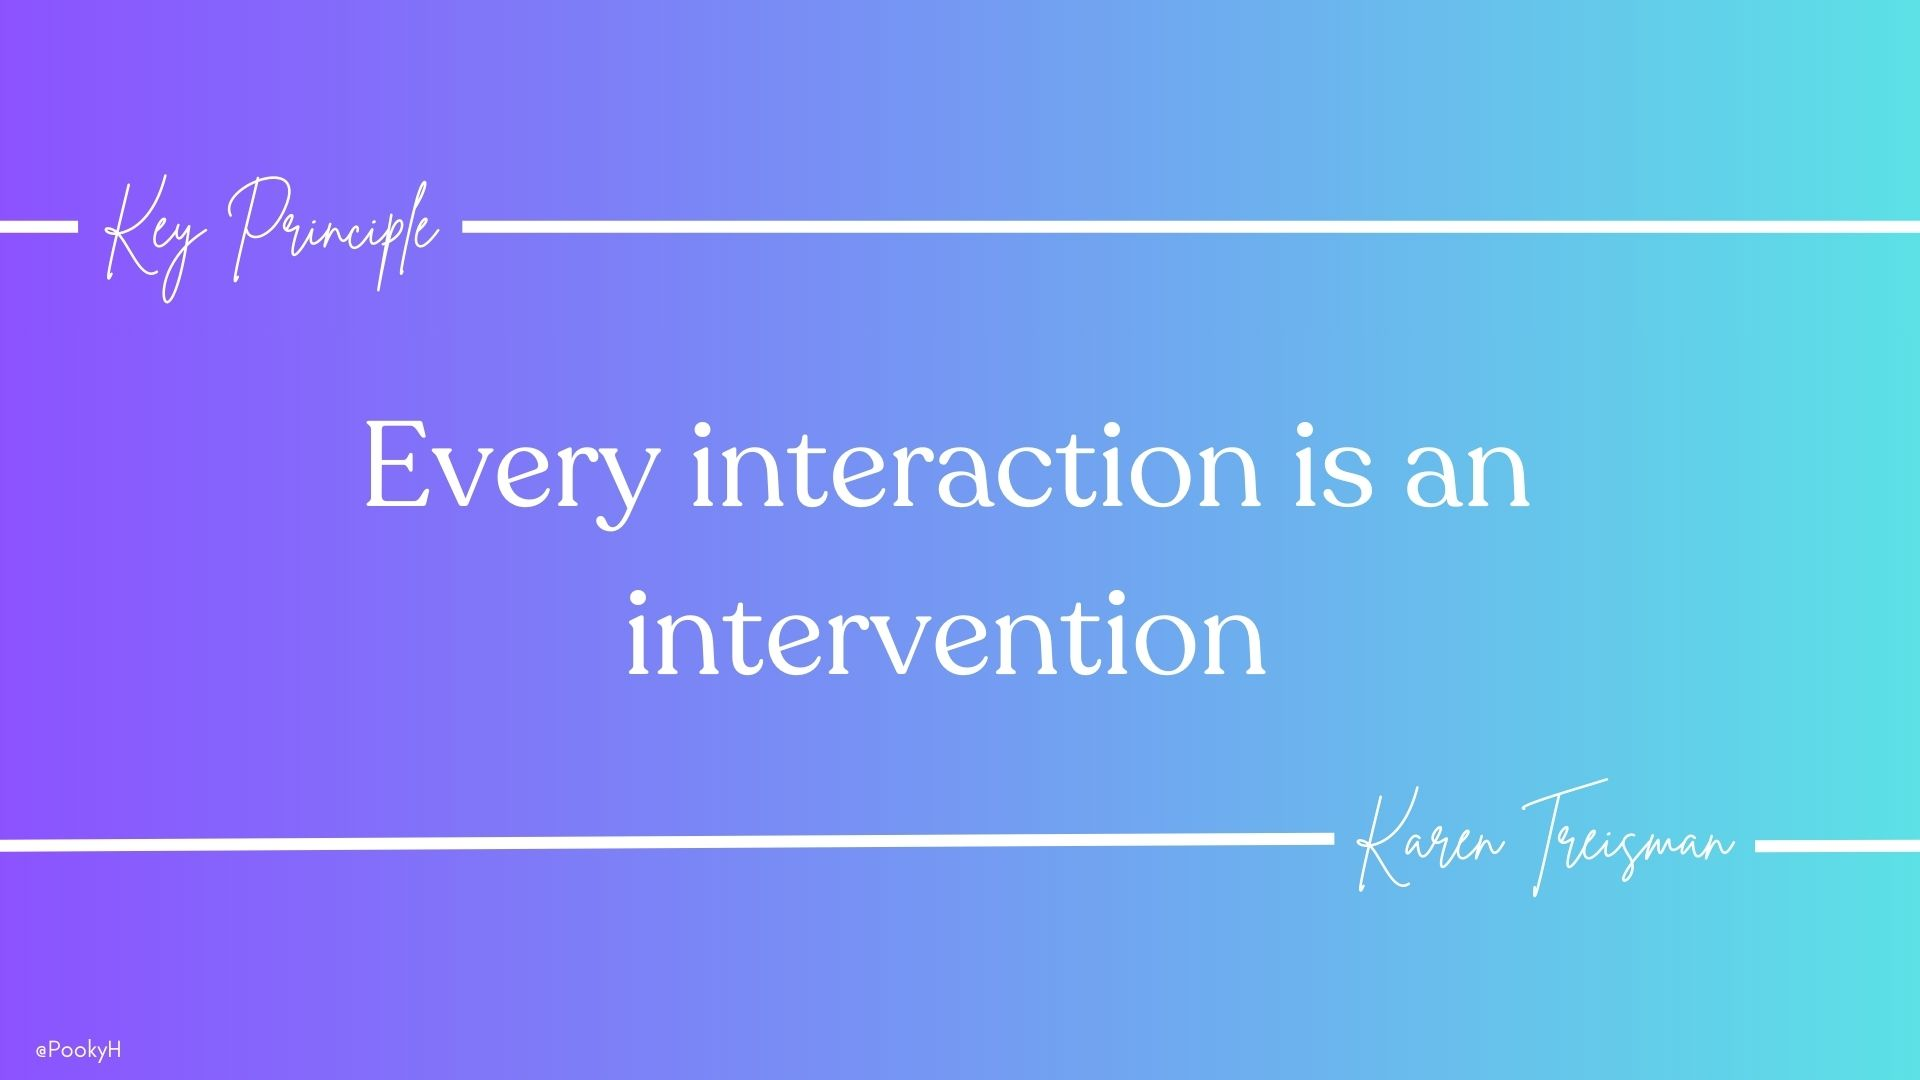 Key Principle
Every interaction is an
intervention
Karen Treisman
@PookyH